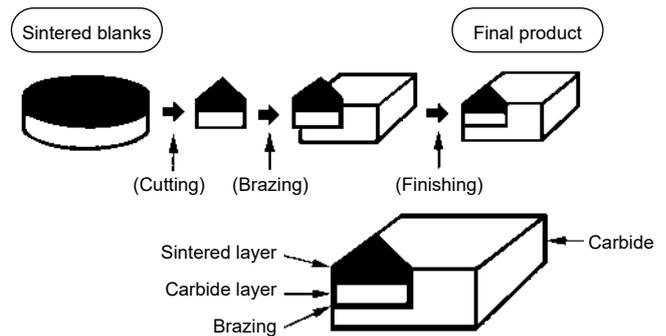 Sintered blanks
Final product
(Cutting)
(Brazing)
(Finishing)
Sintered layer
Carbide layer
Brazing
Carbide